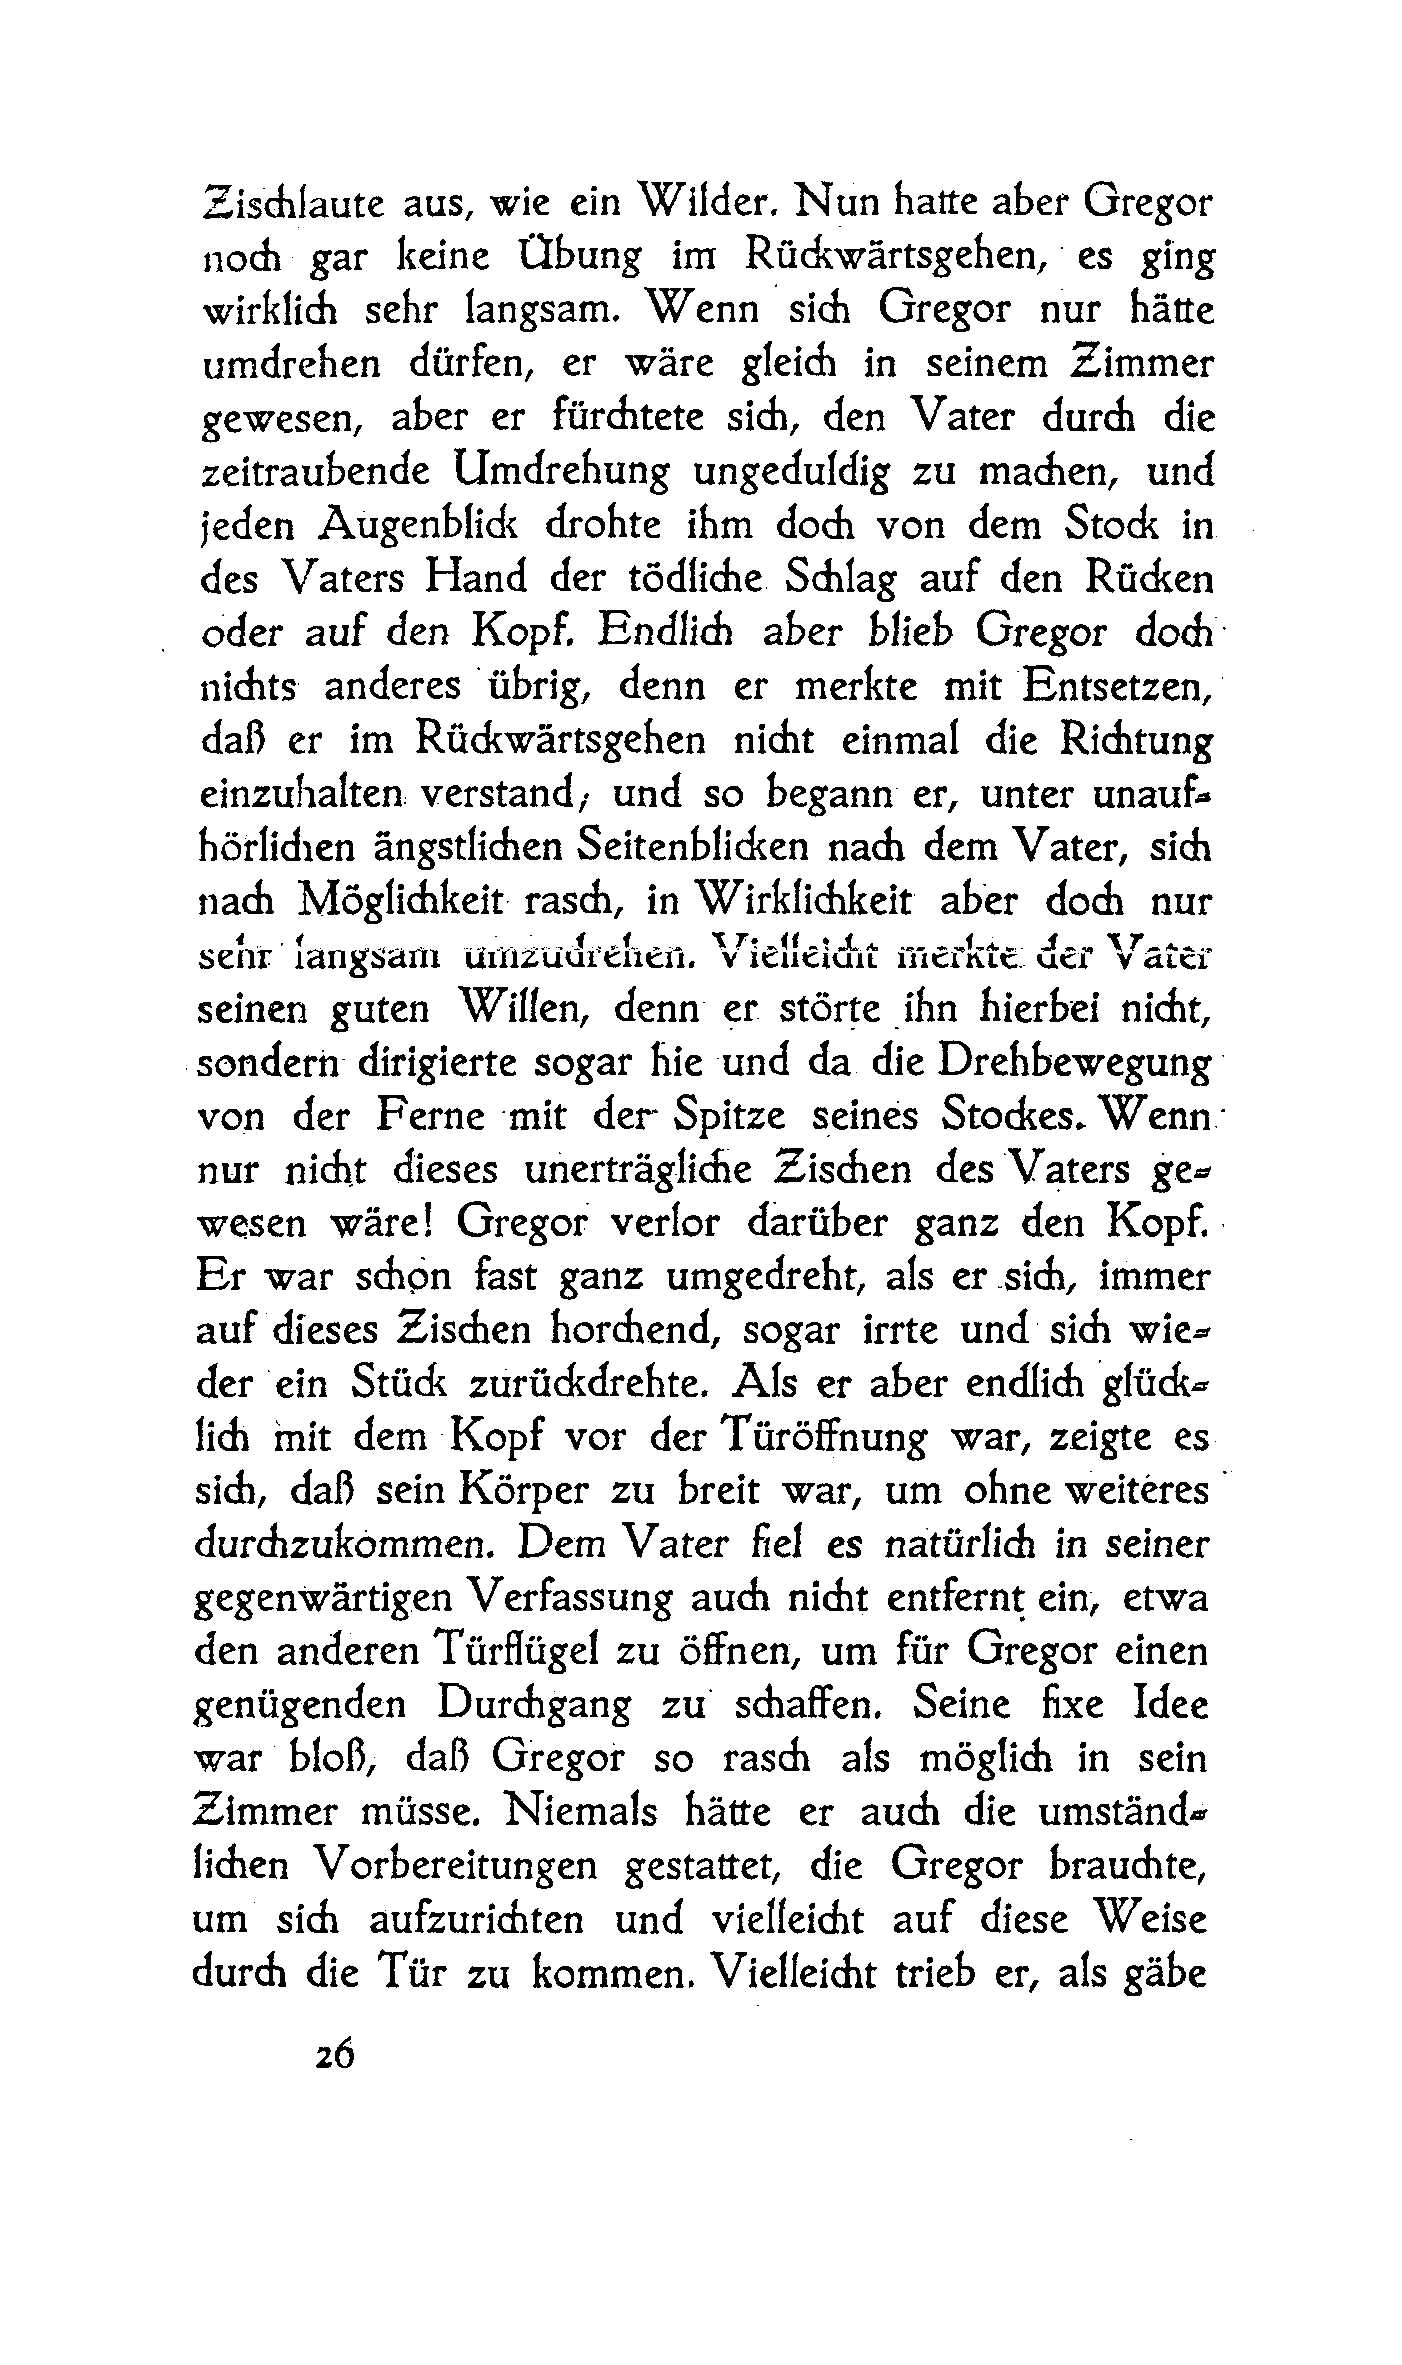 Zischlaute aus, wie ein Wilder. Nun hatte aber Gregor
noch gar keine Übung im Rückwärtsgehen, es ging
wirklich sehr langsam. Wenn sich Gregor nur hätte
umdrehen dürfen, er wäre gleich in seinem Zimmer
gewesen, aber er fürchtete sich, den Vater durch die
zeitraubende Umdrehung ungeduldig zu machen, und
jeden Augenblick drohte ihm doch von dem Stock in
des Vaters Hand der tödliche Schlag auf den Rücken
oder auf den Kopf. Endlich aber blieb Gregor doch
nichts anderes übrig, denn er merkte mit Entsetzen,
daß er im Rückwärtsgehen nicht einmal die Richtung
einzuhalten verstand; und so begann er, unter unauf-
hörlichen ängstlichen Seitenblicken nach dem Vater, sich
nach Möglichkeit rasch, in Wirklichkeit aber doch nur
sehr langsam umzudrehen. Vielleicht merkte der Vater
seinen guten Willen, denn er störte ihn hierbei nicht,
sondern dirigierte sogar hie und da die Drehbewegung
von der Ferne mit der Spitze seines Stockes. Wenn
nur nicht dieses unerträgliche Zischen des Vaters ge-
wesen wäre! Gregor verlor darüber ganz den Kopf.
Er war schon fast ganz umgedreht, als er sich, immer
auf dieses Zischen horchend, sogar irrte und sich wie-
der ein Stück zurückdrehte. Als er aber endlich glück-
lich mit dem Kopf vor der Türöffnung war, zeigte es
sich, daß sein Körper zu breit war, um ohne weiteres
durchzukommen. Dem Vater fiel es natürlich in seiner
gegenwärtigen Verfassung auch nicht entfernt ein, etwa
den anderen Türflügel zu öffnen, um für Gregor einen
genügenden Durchgang zu schaffen. Seine fixe Idee
war bloß, daß Gregor so rasch als möglich in sein
Zimmer müsse. Niemals hätte er auch die umständ-
lichen Vorbereitungen gestattet, die Gregor brauchte,
um sich aufzurichten und vielleicht auf diese Weise
durch die Tür zu kommen. Vielleicht trieb er, als gäbe
26